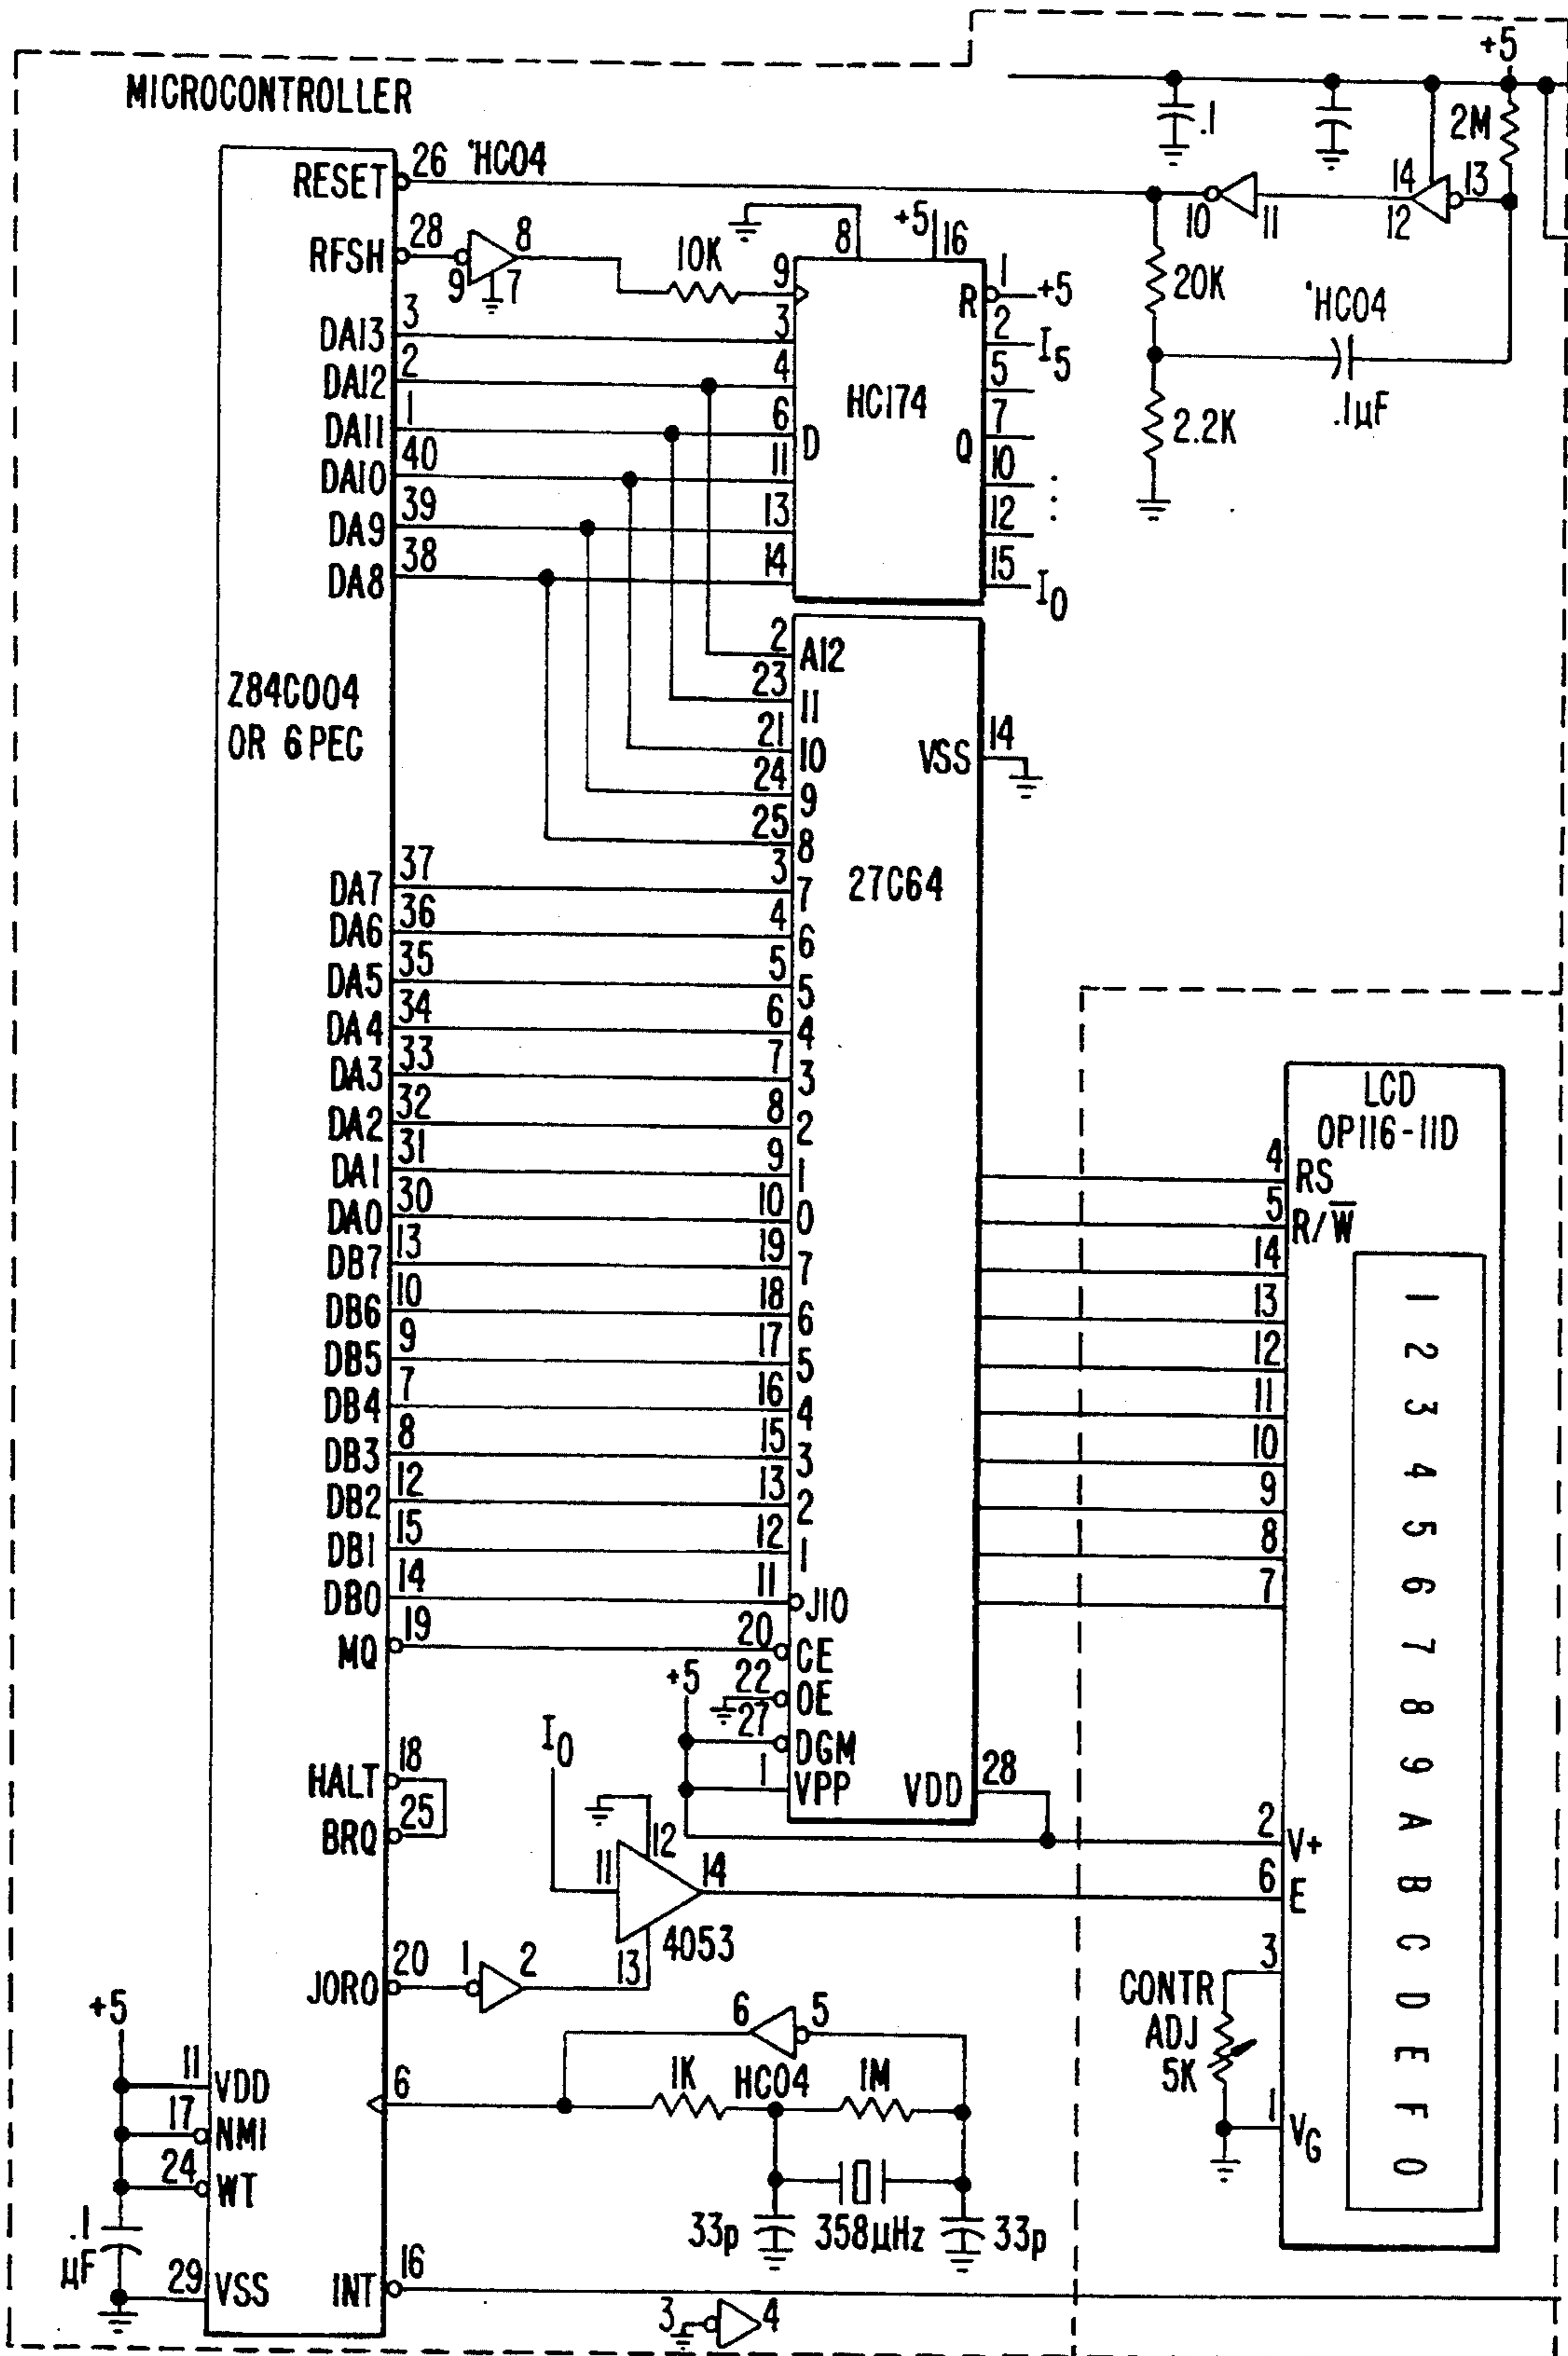 MICROCONTROLLER
+5
.1
2M
RESET
26
'HC04
14
13
12
11
10
RFSH
28
9
8
7
10K
9
8
+5
16
R
1
+5
20K
'HC04
.1µF
2.2K
DA13
3
3
2
I5
DA12
2
4
5
DA11
1
6
D
HC174
7
Q
DA10
40
11
10
DA9
39
13
12
DA8
38
14
15
I0
Z84C004
OR 6 PEC
2
A12
23
11
21
10
24
9
25
8
VSS
14
27C64
DA7
37
3
7
DA6
36
4
6
DA5
35
5
5
DA4
34
6
4
DA3
33
7
3
DA2
32
8
2
DA1
31
9
1
DA0
30
10
0
DB7
13
19
7
DB6
10
18
6
DB5
9
17
5
DB4
7
16
4
DB3
8
15
3
DB2
12
13
2
DB1
15
12
1
DB0
14
11
J10
MQ
19
20
CE
+5
22
OE
27
DGM
1
VPP
VDD
28
LCD
OP116-11D
4
RS
5
R/W̅
14
13
12
11
10
9
8
7
1 2 3 4 5 6 7 8 9 A B C D E F 0
2
V+
6
E
3
CONTR
ADJ
5K
1
VG
HALT
18
BRQ
25
I0
12
11
14
13
4053
JORO
20
1
2
6
5
+5
11
VDD
6
1K
HC04
1M
17
NMI
24
WT
.1
µF
33p
358µHz
33p
29
VSS
INT
16
3
4